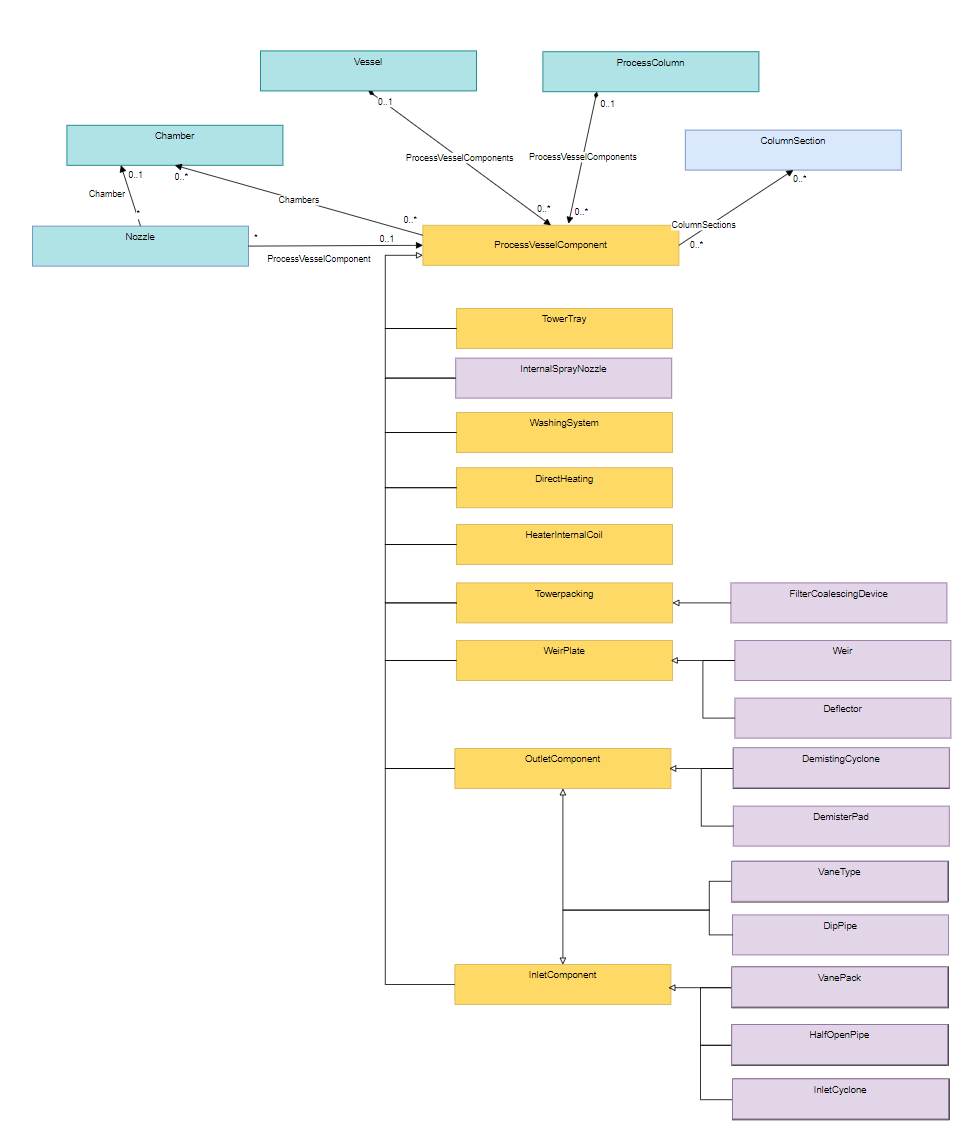 Vessel
ProcessColumn
0..1
0..1
Chamber
ColumnSection
ProcessVesselComponents
ProcessVesselComponents
0..1
0..*
0..*
Chamber
Chambers
*
0..*
0..*
0..*
ColumnSections
Nozzle
*
0..1
ProcessVesselComponent
0..*
ProcessVesselComponent
TowerTray
InternalSprayNozzle
WashingSystem
DirectHeating
HeaterInternalCoil
Towerpacking
FilterCoalescingDevice
WeirPlate
Weir
Deflector
OutletComponent
DemistingCyclone
DemisterPad
VaneType
DipPipe
InletComponent
VanePack
HalfOpenPipe
InletCyclone